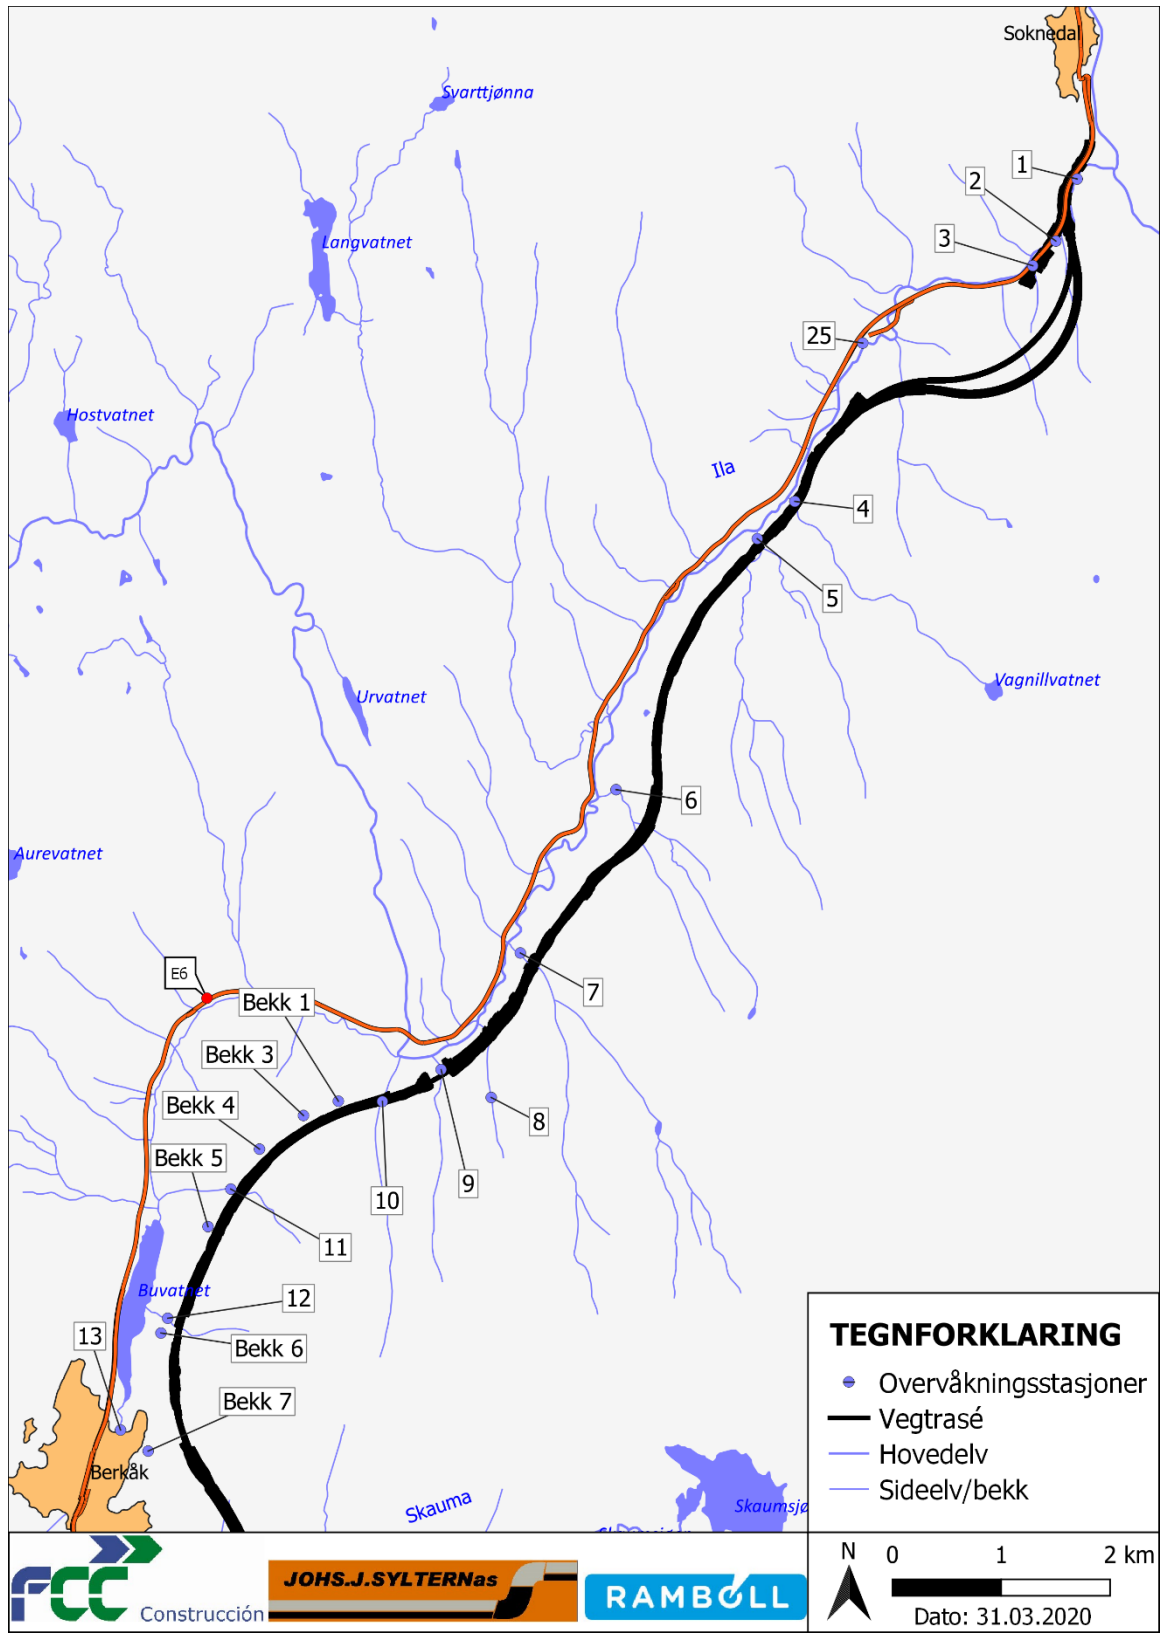 Soknedal
Svarttjønna
1
2
3
Langvatnet
25
Hostvatnet
Ila
4
5
Vagnillvatnet
Urvatnet
6
Aurevatnet
E6
7
Bekk 1
Bekk 3
Bekk 4
8
Bekk 5
9
10
11
Buvatnet
12
13
Bekk 6
Bekk 7
Berkåk
Skauma
Skaumsjø
TEGNFORKLARING
Overvåkningsstasjoner
Vegtrasé
Hovedelv
Sideelv/bekk
FCC
Construcción
JOHS.J.SYLTERNas
RAMBOLL
N
0 1 2 km
Dato: 31.03.2020